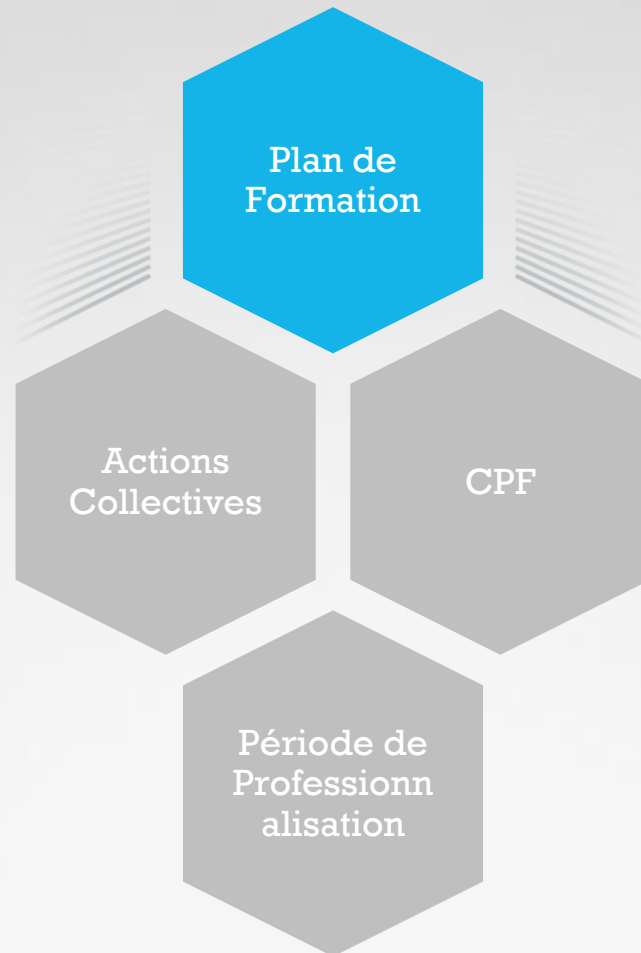 Plan de
Formation
Actions
Collectives
CPF
Période de
Professionn
alisation